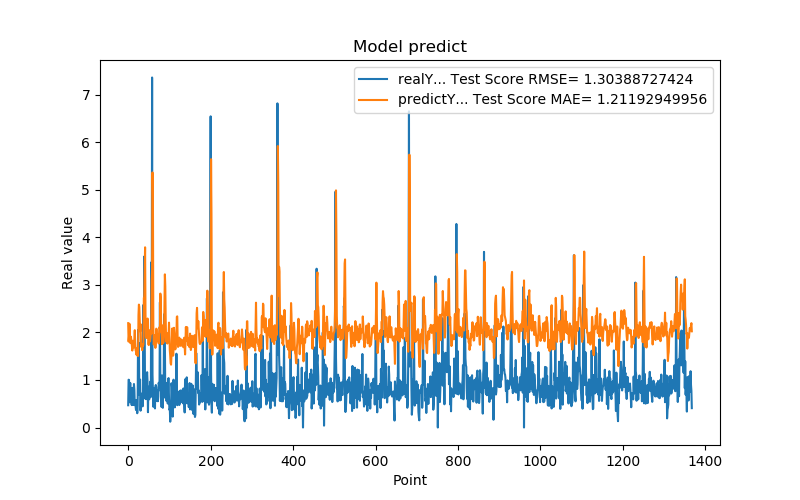 Model predict
realY... Test Score RMSE= 1.30388727424
predictY... Test Score MAE= 1.21192949956
7
6
5
4
3
2
1
0
Real value
0 200 400 600 800 1000 1200 1400
Point